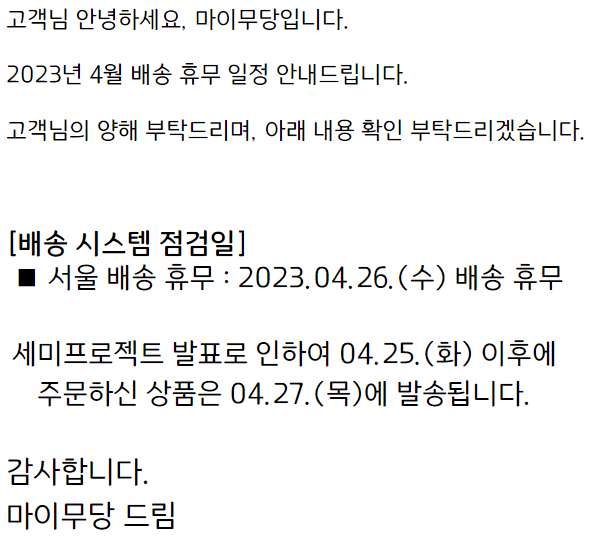 고객님 안녕하세요, 마이무당입니다.
2023년 4월 배송 휴무 일정 안내드립니다.
고객님의 양해 부탁드리며, 아래 내용 확인 부탁드리겠습니다.
[배송 시스템 점검일]
■ 서울 배송 휴무 : 2023.04.26.(수) 배송 휴무
세미프로젝트 발표로 인하여 04.25.(화) 이후에
주문하신 상품은 04.27.(목)에 발송됩니다.
감사합니다.
마이무당 드림